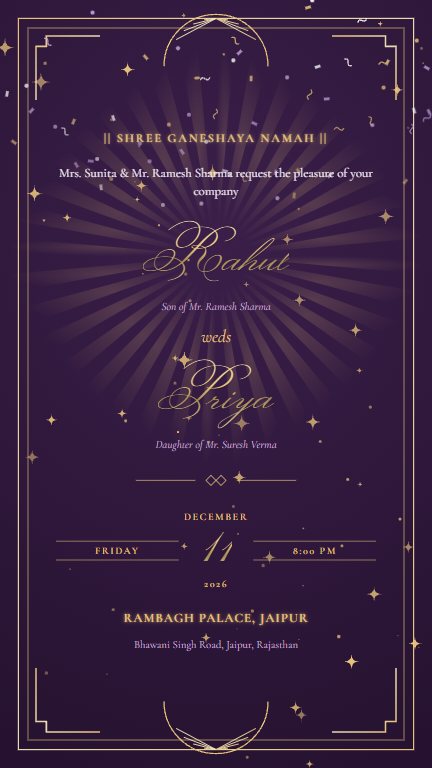 || SHREE GANESHAYA NAMAH ||
Mrs. Sunita & Mr. Ramesh Sharma request the pleasure of your
company
Rahul
Son of Mr. Ramesh Sharma
weds
Priya
Daughter of Mr. Suresh Verma
DECEMBER
FRIDAY 11 8:00 PM
2026
RAMBAGH PALACE, JAIPUR
Bhawani Singh Road, Jaipur, Rajasthan